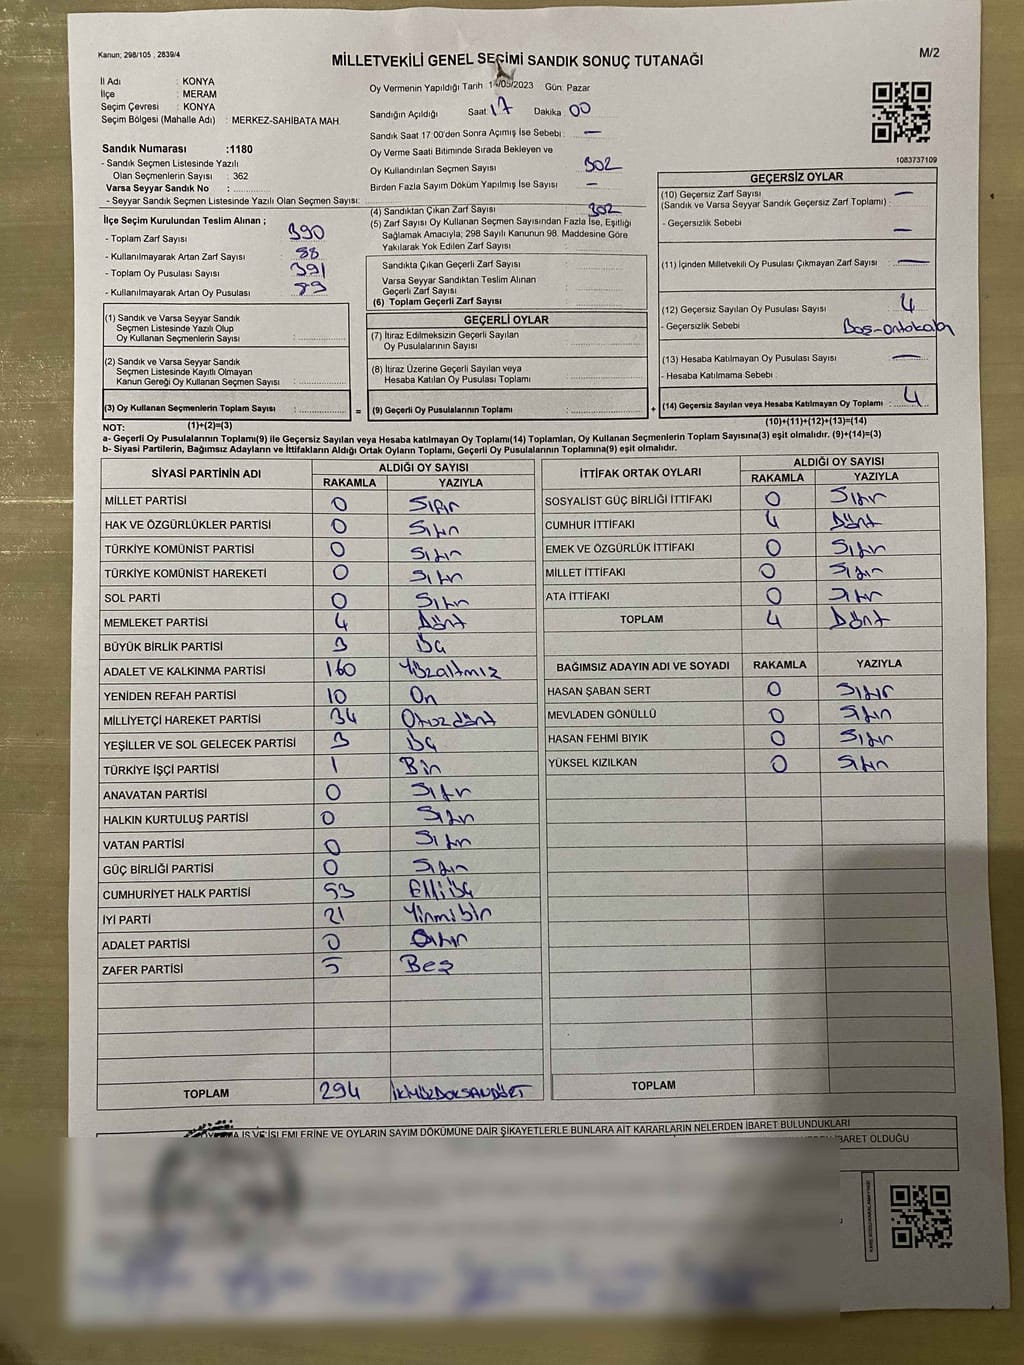 Kanun; 298/105 , 2839/4
MİLLETVEKİLİ GENEL SEÇİMİ SANDIK SONUÇ TUTANAĞI
M/2
İl Adı : KONYA
İlçe : MERAM
Seçim Çevresi : KONYA
Seçim Bölgesi (Mahalle Adı) : MERKEZ-SAHİBATA MAH.
Oy Vermenin Yapıldığı Tarih :14/05/2023 Gün: Pazar
Sandığın Açıldığı Saat: 17 Dakika: 00
Sandık Saat 17:00'den Sonra Açımış İse Sebebi : —
Oy Verme Saati Bitiminde Sırada Bekleyen ve
Oy Kullandırılan Seçmen Sayısı : 302
Birden Fazla Sayım Döküm Yapılmış İse Sayısı : —
Sandık Numarası :1180
- Sandık Seçmen Listesinde Yazılı
Olan Seçmenlerin Sayısı : 362
Varsa Seyyar Sandık No :
- Seyyar Sandık Seçmen Listesinde Yazılı Olan Seçmen Sayısı:
1083737109
İlçe Seçim Kurulundan Teslim Alınan ;
- Toplam Zarf Sayısı : 390
- Kullanılmayarak Artan Zarf Sayısı : 88
- Toplam Oy Pusulası Sayısı : 391
- Kullanılmayarak Artan Oy Pusulası : 89
(4) Sandıktan Çıkan Zarf Sayısı : 302
(5) Zarf Sayısı Oy Kullanan Seçmen Sayısından Fazla İse, Eşitliği
Sağlamak Amacıyla; 298 Sayılı Kanunun 98. Maddesine Göre
Yakılarak Yok Edilen Zarf Sayısı :
Sandıkta Çıkan Geçerli Zarf Sayısı :
Varsa Seyyar Sandıktan Teslim Alınan
Geçerli Zarf Sayısı :
(6) Toplam Geçerli Zarf Sayısı :
GEÇERSİZ OYLAR
(10) Geçersiz Zarf Sayısı : —
(Sandık ve Varsa Seyyar Sandık Geçersiz Zarf Toplamı)
- Geçersizlik Sebebi : —
(11) İçinden Milletvekili Oy Pusulası Çıkmayan Zarf Sayısı : —
(12) Geçersiz Sayılan Oy Pusulası Sayısı : 4
- Geçersizlik Sebebi : Boş-ortakoba
(13) Hesaba Katılmayan Oy Pusulası Sayısı : —
- Hesaba Katılmama Sebebi :
(14) Geçersiz Sayılan veya Hesaba Katılmayan Oy Toplamı : 4
(10)+(11)+(12)+(13)=(14)
(1) Sandık ve Varsa Seyyar Sandık
Seçmen Listesinde Yazılı Olup
Oy Kullanan Seçmenlerin Sayısı :
(2) Sandık ve Varsa Seyyar Sandık
Seçmen Listesinde Kayıtlı Olmayan
Kanun Gereği Oy Kullanan Seçmen Sayısı :
(3) Oy Kullanan Seçmenlerin Toplam Sayısı : =
GEÇERLİ OYLAR
(7) İtiraz Edilmeksizin Geçerli Sayılan
Oy Pusulalarının Sayısı :
(8) İtiraz Üzerine Geçerli Sayılan veya
Hesaba Katılan Oy Pusulası Toplamı :
(9) Geçerli Oy Pusulalarının Toplamı : +
NOT: (1)+(2)=(3)
a- Geçerli Oy Pusulalarının Toplamı(9) ile Geçersiz Sayılan veya Hesaba katılmayan Oy Toplamı(14) Toplamları, Oy Kullanan Seçmenlerin Toplam Sayısına(3) eşit olmalıdır. (9)+(14)=(3)
b- Siyasi Partilerin, Bağımsız Adayların ve İttifakların Aldığı Ortak Oyların Toplamı, Geçerli Oy Pusulalarının Toplamına(9) eşit olmalıdır.
SİYASİ PARTİNİN ADI ALDIĞI OY SAYISI
RAKAMLA YAZIYLA
MİLLET PARTİSİ 0 Sıfır
HAK VE ÖZGÜRLÜKLER PARTİSİ 0 Sıfır
TÜRKİYE KOMÜNİST PARTİSİ 0 Sıfır
TÜRKİYE KOMÜNİST HAREKETİ 0 Sıfır
SOL PARTİ 0 Sıfır
MEMLEKET PARTİSİ 4 Dört
BÜYÜK BİRLİK PARTİSİ 3 Üç
ADALET VE KALKINMA PARTİSİ 160 Yüzaltmız
YENİDEN REFAH PARTİSİ 10 On
MİLLİYETÇİ HAREKET PARTİSİ 34 Otuzdört
YEŞİLLER VE SOL GELECEK PARTİSİ 3 Üç
TÜRKİYE İŞÇİ PARTİSİ 1 Bir
ANAVATAN PARTİSİ 0 Sıfır
HALKIN KURTULUŞ PARTİSİ 0 Sıfır
VATAN PARTİSİ 0 Sıfır
GÜÇ BİRLİĞİ PARTİSİ 0 Sıfır
CUMHURİYET HALK PARTİSİ 53 Elliüç
İYİ PARTİ 21 Yirmibir
ADALET PARTİSİ 0 Sıfır
ZAFER PARTİSİ 5 Beş
TOPLAM 294 İKİYÜZDOKSANDÖRT
İTTİFAK ORTAK OYLARI ALDIĞI OY SAYISI
RAKAMLA YAZIYLA
SOSYALİST GÜÇ BİRLİĞİ İTTİFAKI 0 Sıfır
CUMHUR İTTİFAKI 4 Dört
EMEK VE ÖZGÜRLÜK İTTİFAKI 0 Sıfır
MİLLET İTTİFAKI 0 Sıfır
ATA İTTİFAKI 0 Sıfır
TOPLAM 4 Dört
BAĞIMSIZ ADAYIN ADI VE SOYADI RAKAMLA YAZIYLA
HASAN ŞABAN SERT 0 Sıfır
MEVLADEN GÖNÜLLÜ 0 Sıfır
HASAN FEHMİ BIYIK 0 Sıfır
YÜKSEL KIZILKAN 0 Sıfır
TOPLAM
İŞ VE İŞLEMLERİNE VE OYLARIN SAYIM DÖKÜMÜNE DAİR ŞİKAYETLERLE BUNLARA AİT KARARLARIN NELERDEN İBARET BULUNDUKLARI
İBARET OLDUĞU